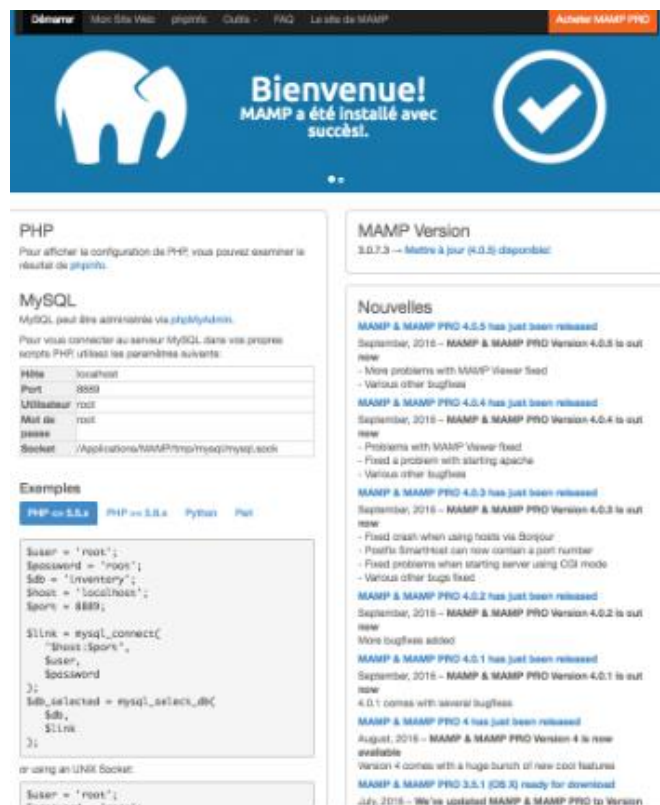 Démarrer Mon Site Web phpInfo Outils FAQ Le site de MAMP Acheter MAMP PRO
Bienvenue!
MAMP a été installé avec
succès!.
PHP
Pour afficher la configuration de PHP, vous pouvez examiner le
résultat de phpinfo.
MySQL
MySQL peut être administrée via phpMyAdmin.
Pour vous connecter au serveur MySQL dans vos propres
scripts PHP, utilisez les paramètres suivants:
Hôte localhost
Port 8889
Utilisateur root
Mot de root
passe
Socket /Applications/MAMP/tmp/mysql/mysql.sock
Exemples
PHP <= 5.5.x PHP >= 5.6.x Python Perl
$user = 'root';
$password = 'root';
$db = 'inventory';
$host = 'localhost';
$port = 8889;
$link = mysql_connect(
"$host:$port",
$user,
$password
);
$db_selected = mysql_select_db(
$db,
$link
);
or using an UNIX Socket:
$user = 'root';
MAMP Version
3.0.7.3 → Mettre à jour (4.0.5) disponible!
Nouvelles
MAMP & MAMP PRO 4.0.5 has just been released
September, 2016 – MAMP & MAMP PRO Version 4.0.5 is out
now
- More problems with MAMP Viewer fixed
- Various other bugfixes
MAMP & MAMP PRO 4.0.4 has just been released
September, 2016 – MAMP & MAMP PRO Version 4.0.4 is out
now
- Problems with MAMP Viewer fixed
- Fixed a problem with starting apache
- Various other bugfixes
MAMP & MAMP PRO 4.0.3 has just been released
September, 2016 – MAMP & MAMP PRO Version 4.0.3 is out
now
- Fixed crash when using hosts via Bonjour
- Postfix SmartHost can now contain a port number
- Fixed problems when starting server using CGI mode
- Various other bugs fixed
MAMP & MAMP PRO 4.0.2 has just been released
September, 2016 – MAMP & MAMP PRO Version 4.0.2 is out
now
More bugfixes added
MAMP & MAMP PRO 4.0.1 has just been released
September, 2016 – MAMP & MAMP PRO Version 4.0.1 is out
now
4.0.1 comes with several bugfixes
MAMP & MAMP PRO 4 has just been released
August, 2016 – MAMP & MAMP PRO Version 4 is now
available
Version 4 comes with a huge bunch of new cool features
MAMP & MAMP PRO 3.5.1 (OS X) ready for download
July, 2016 – We've updated MAMP & MAMP PRO to Version